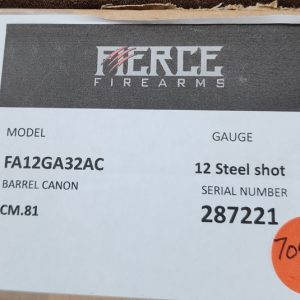 FIERCE
FIREARMS
MODEL
GAUGE
FA12GA32AC
12 Steel shot
BARREL CANON
SERIAL NUMBER
CM.81
287221